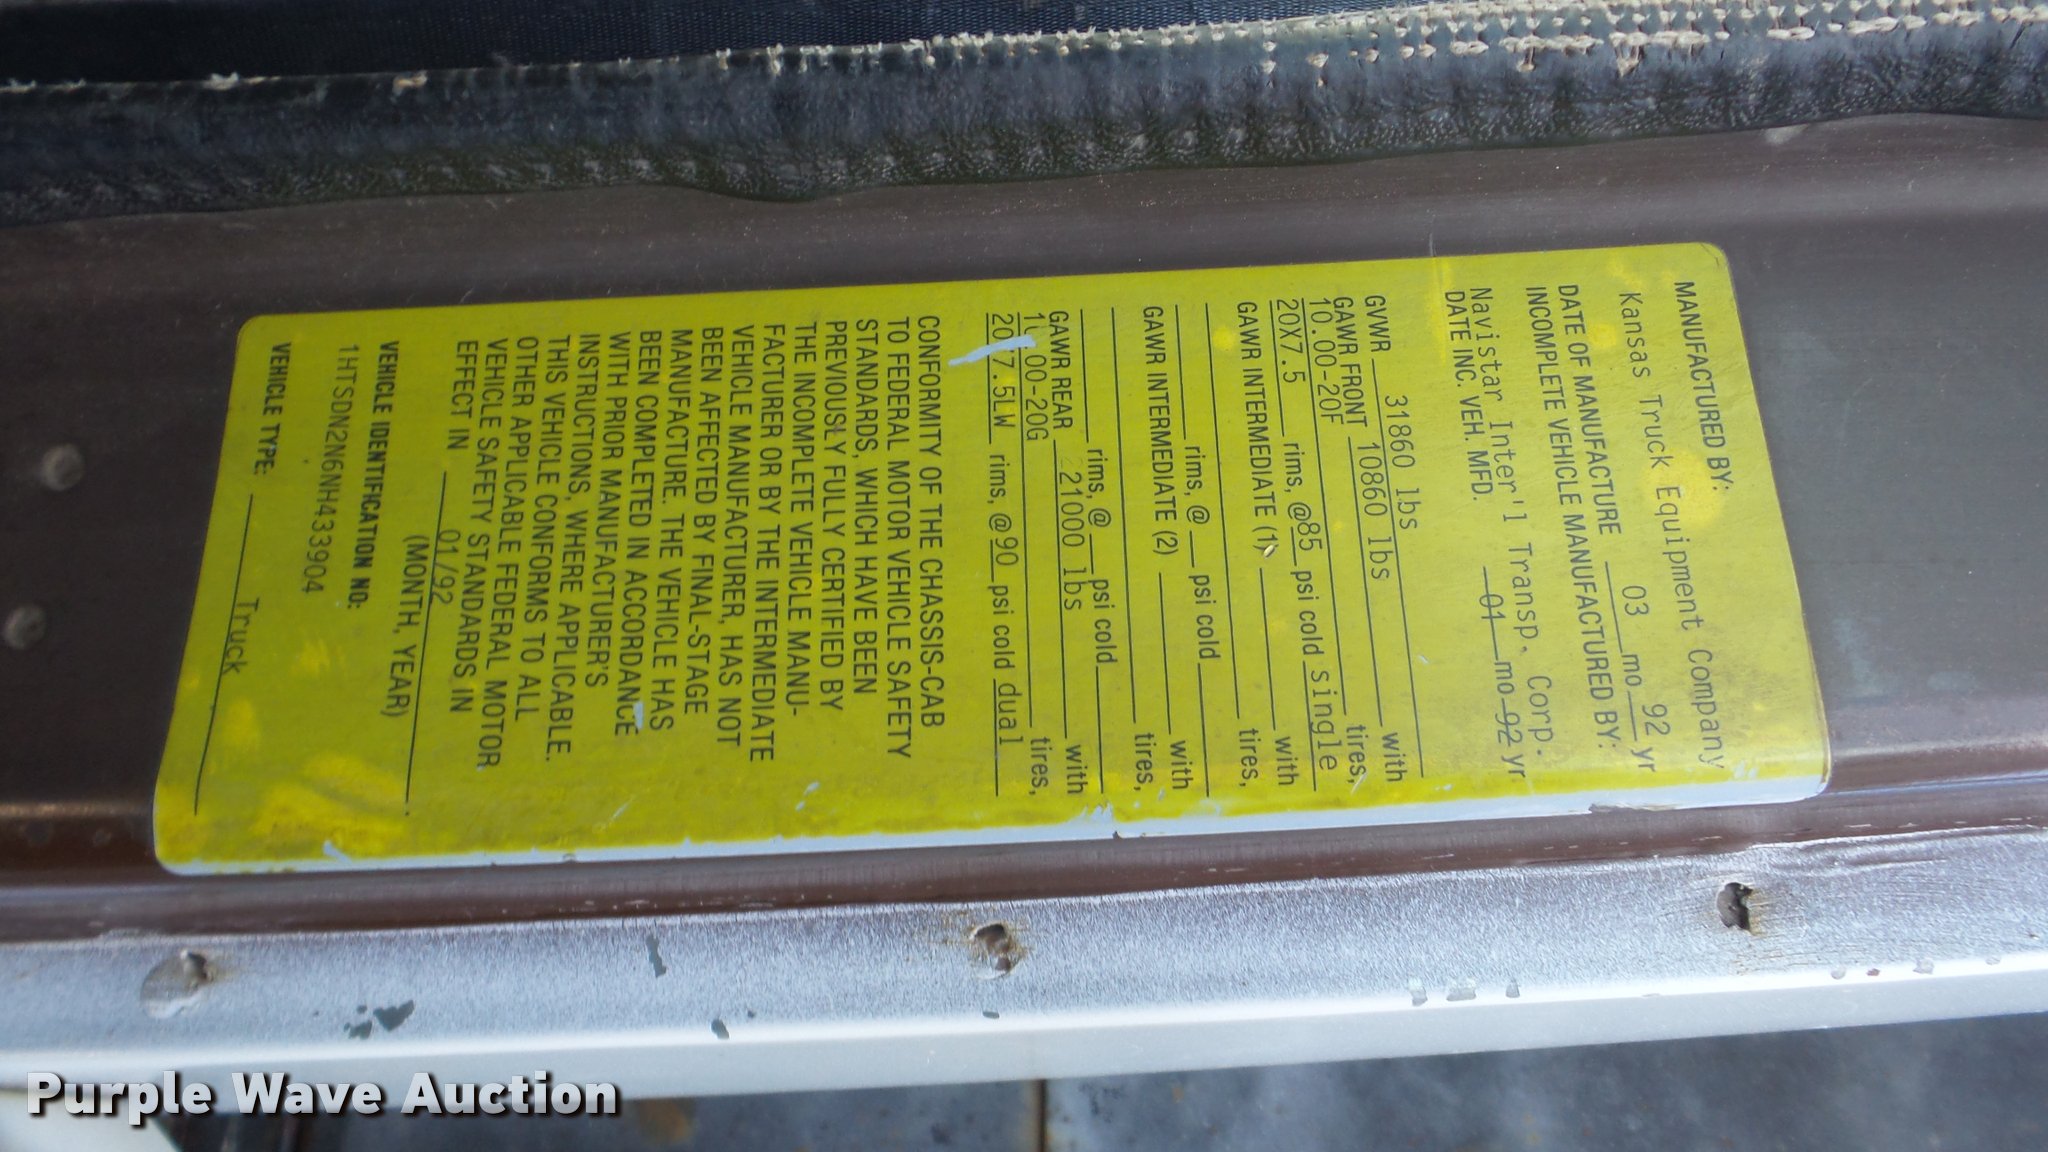 MANUFACTURED BY:
Kansas Truck Equipment Company
DATE OF MANUFACTURE 03 mo 92 yr
INCOMPLETE VEHICLE MANUFACTURED BY:
Navistar Inter'l Transp. Corp.
DATE INC. VEH. MFD. 01 mo 92 yr
GVWR 31860 lbs
GAWR FRONT 10860 lbs with
10.00-20F tires,
20X7.5 rims, @85 psi cold single
GAWR INTERMEDIATE (1) with
tires,
rims, @ psi cold
GAWR INTERMEDIATE (2) with
tires,
rims, @ psi cold
GAWR REAR 21000 lbs with
10.00-20G tires,
20X7.5LW rims, @90 psi cold dual
CONFORMITY OF THE CHASSIS-CAB
TO FEDERAL MOTOR VEHICLE SAFETY
STANDARDS, WHICH HAVE BEEN
PREVIOUSLY FULLY CERTIFIED BY
THE INCOMPLETE VEHICLE MANU-
FACTURER OR BY THE INTERMEDIATE
VEHICLE MANUFACTURER, HAS NOT
BEEN AFFECTED BY FINAL-STAGE
MANUFACTURE. THE VEHICLE HAS
BEEN COMPLETED IN ACCORDANCE
WITH PRIOR MANUFACTURER'S
INSTRUCTIONS, WHERE APPLICABLE.
THIS VEHICLE CONFORMS TO ALL
OTHER APPLICABLE FEDERAL MOTOR
VEHICLE SAFETY STANDARDS IN
EFFECT IN 01/92.
(MONTH, YEAR)
VEHICLE IDENTIFICATION NO:
1HTSDN2N6NH433904
VEHICLE TYPE: Truck
Purple Wave Auction